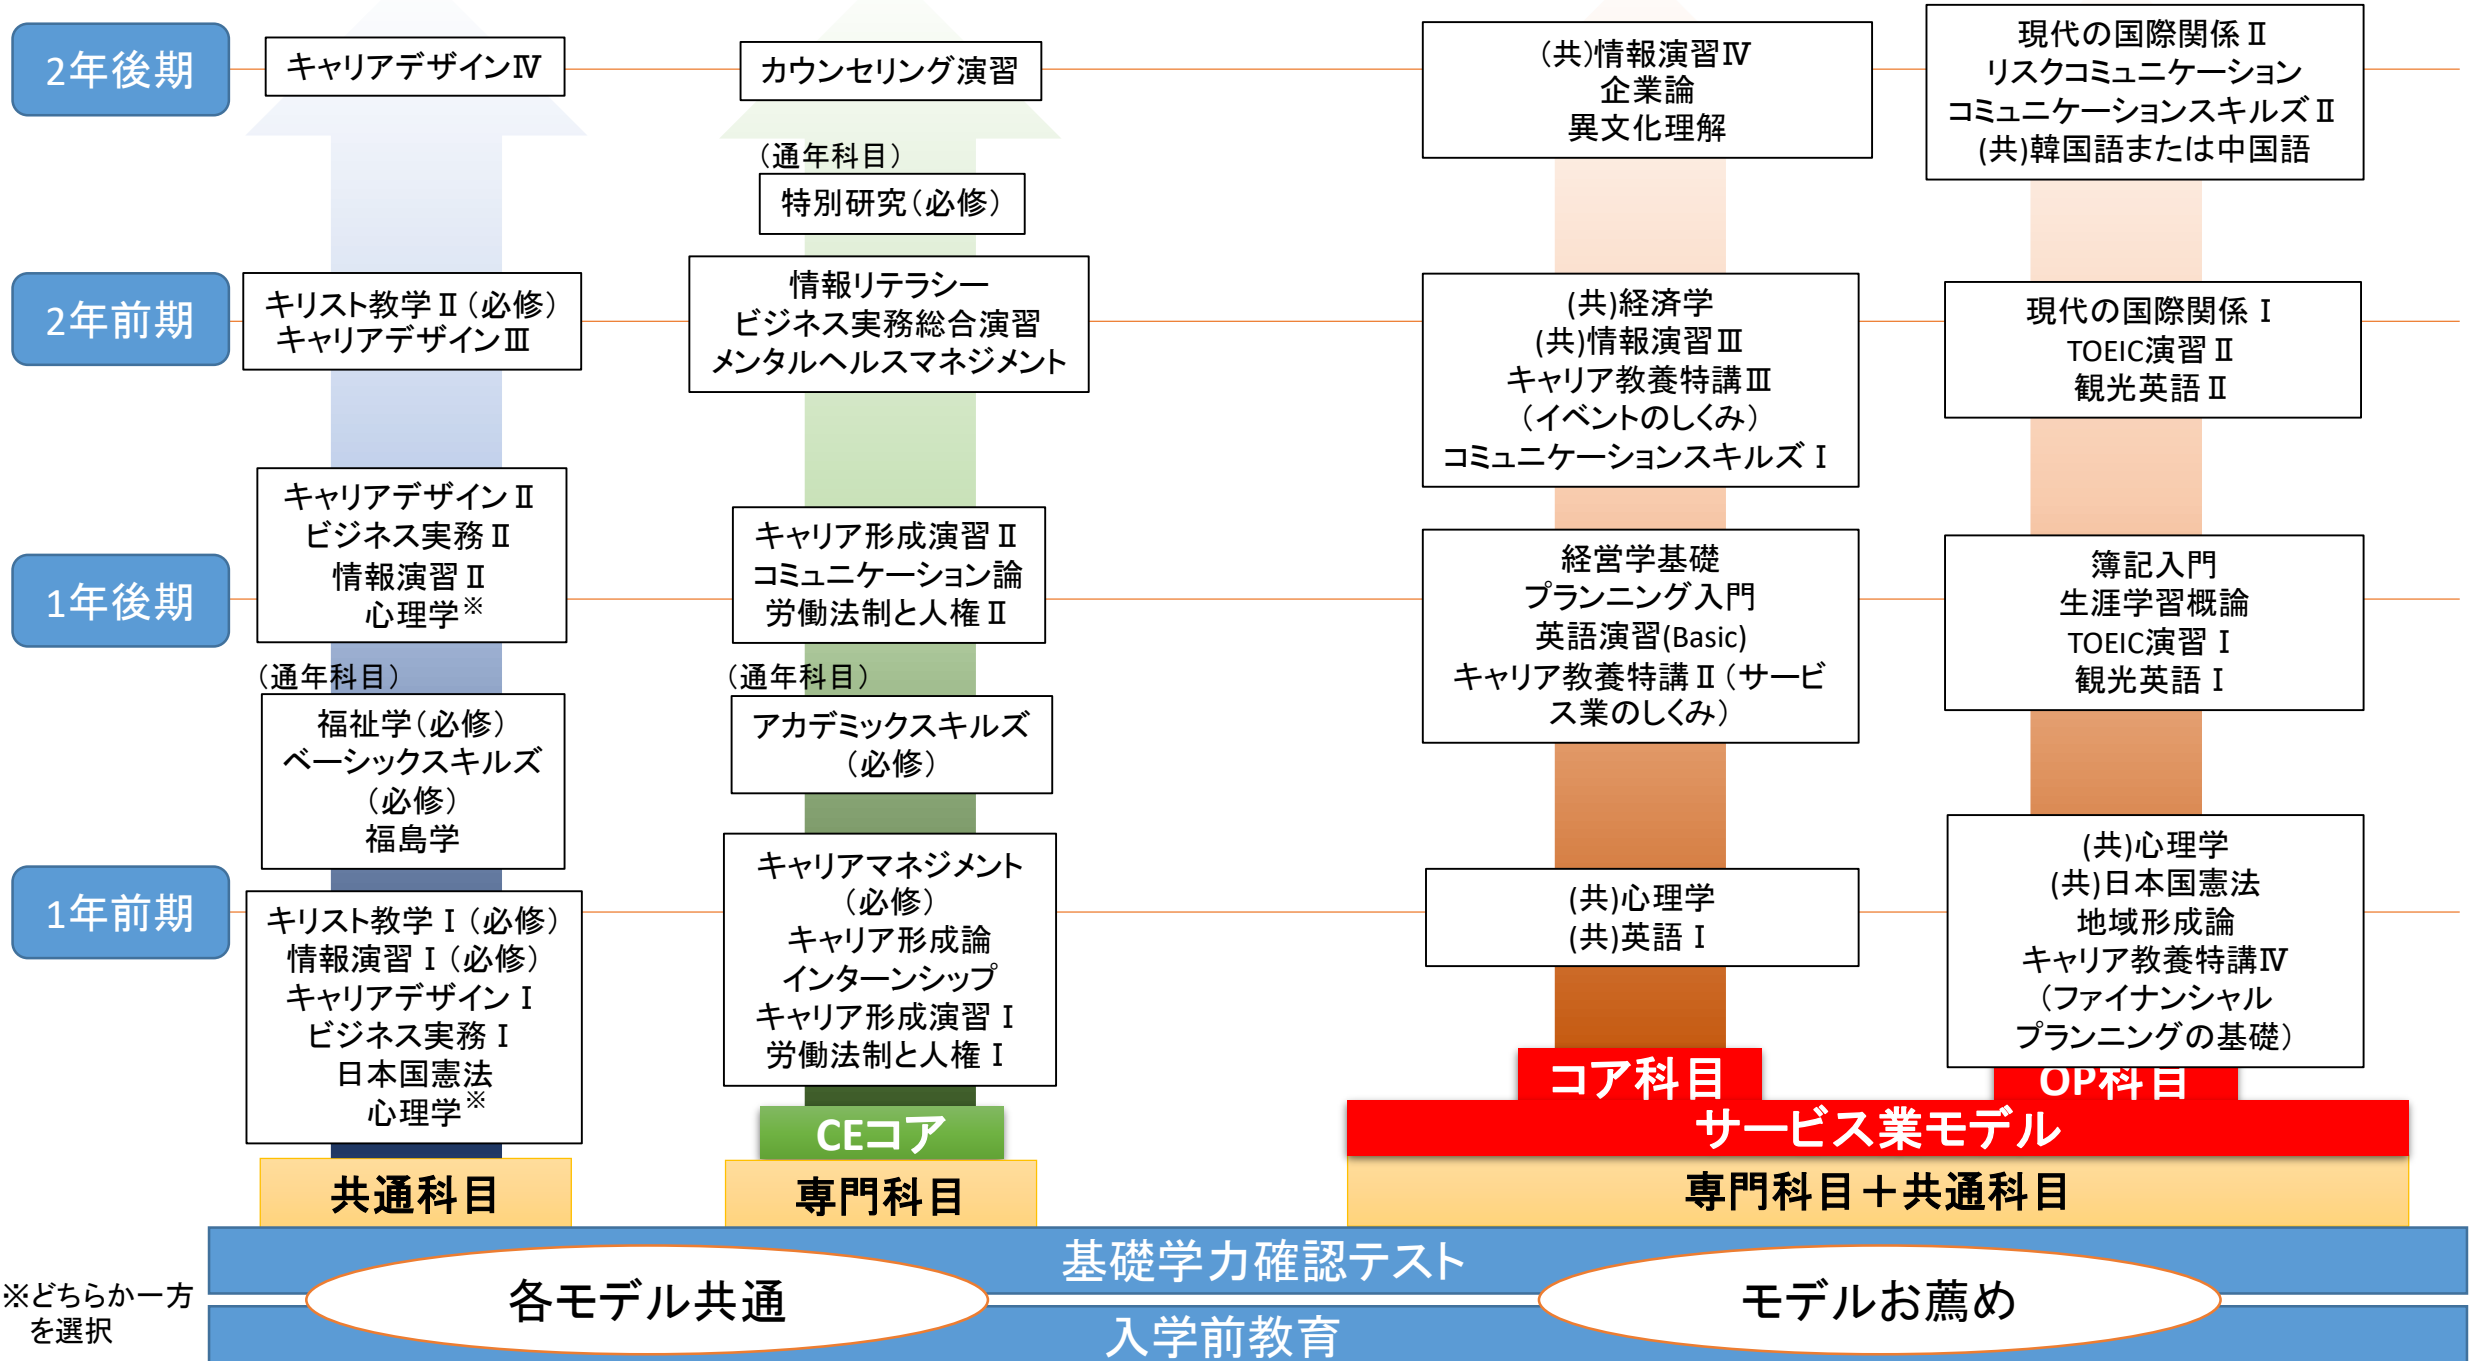 2年後期
キャリアデザインⅣ
カウンセリング演習
(共)情報演習Ⅳ
企業論
異文化理解
現代の国際関係Ⅱ
リスクコミュニケーション
コミュニケーションスキルズⅡ
(共)韓国語または中国語
（通年科目）
特別研究（必修）
2年前期
キリスト教学Ⅱ（必修）
キャリアデザインⅢ
情報リテラシー
ビジネス実務総合演習
メンタルヘルスマネジメント
(共)経済学
(共)情報演習Ⅲ
キャリア教養特講Ⅲ
（イベントのしくみ）
コミュニケーションスキルズⅠ
現代の国際関係Ⅰ
TOEIC演習Ⅱ
観光英語Ⅱ
1年後期
キャリアデザインⅡ
ビジネス実務Ⅱ
情報演習Ⅱ
心理学※
キャリア形成演習Ⅱ
コミュニケーション論
労働法制と人権Ⅱ
経営学基礎
プランニング入門
英語演習(Basic)
キャリア教養特講Ⅱ（サービ
ス業のしくみ）
簿記入門
生涯学習概論
TOEIC演習Ⅰ
観光英語Ⅰ
（通年科目）
福祉学（必修）
ベーシックスキルズ
（必修）
福島学
（通年科目）
アカデミックスキルズ
（必修）
1年前期
キリスト教学Ⅰ（必修）
情報演習Ⅰ（必修）
キャリアデザインⅠ
ビジネス実務Ⅰ
日本国憲法
心理学※
キャリアマネジメント
（必修）
キャリア形成論
インターンシップ
キャリア形成演習Ⅰ
労働法制と人権Ⅰ
(共)心理学
(共)英語Ⅰ
(共)心理学
(共)日本国憲法
地域形成論
キャリア教養特講Ⅳ
（ファイナンシャル
プランニングの基礎）
コア科目
OP科目
CEコア
サービス業モデル
共通科目
専門科目
専門科目＋共通科目
基礎学力確認テスト
各モデル共通
モデルお薦め
※どちらか一方
を選択
入学前教育